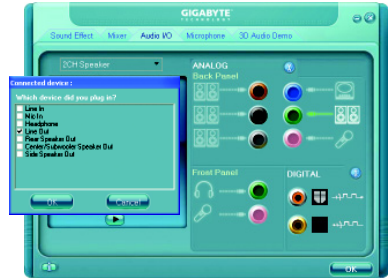 GIGABYTE
TECHNOLOGY
Sound Effect
Mixer
Audio I/O
Microphone
3D Audio Demo
2CH Speaker
ANALOG
Back Panel
Connected device :
Which device did you plug in?
Line In
Mic In
Headphone
Line Out
Rear Speaker Out
Center/Subwoofer Speaker Out
Side Speaker Out
OK
Cancel
Front Panel
DIGITAL
OK